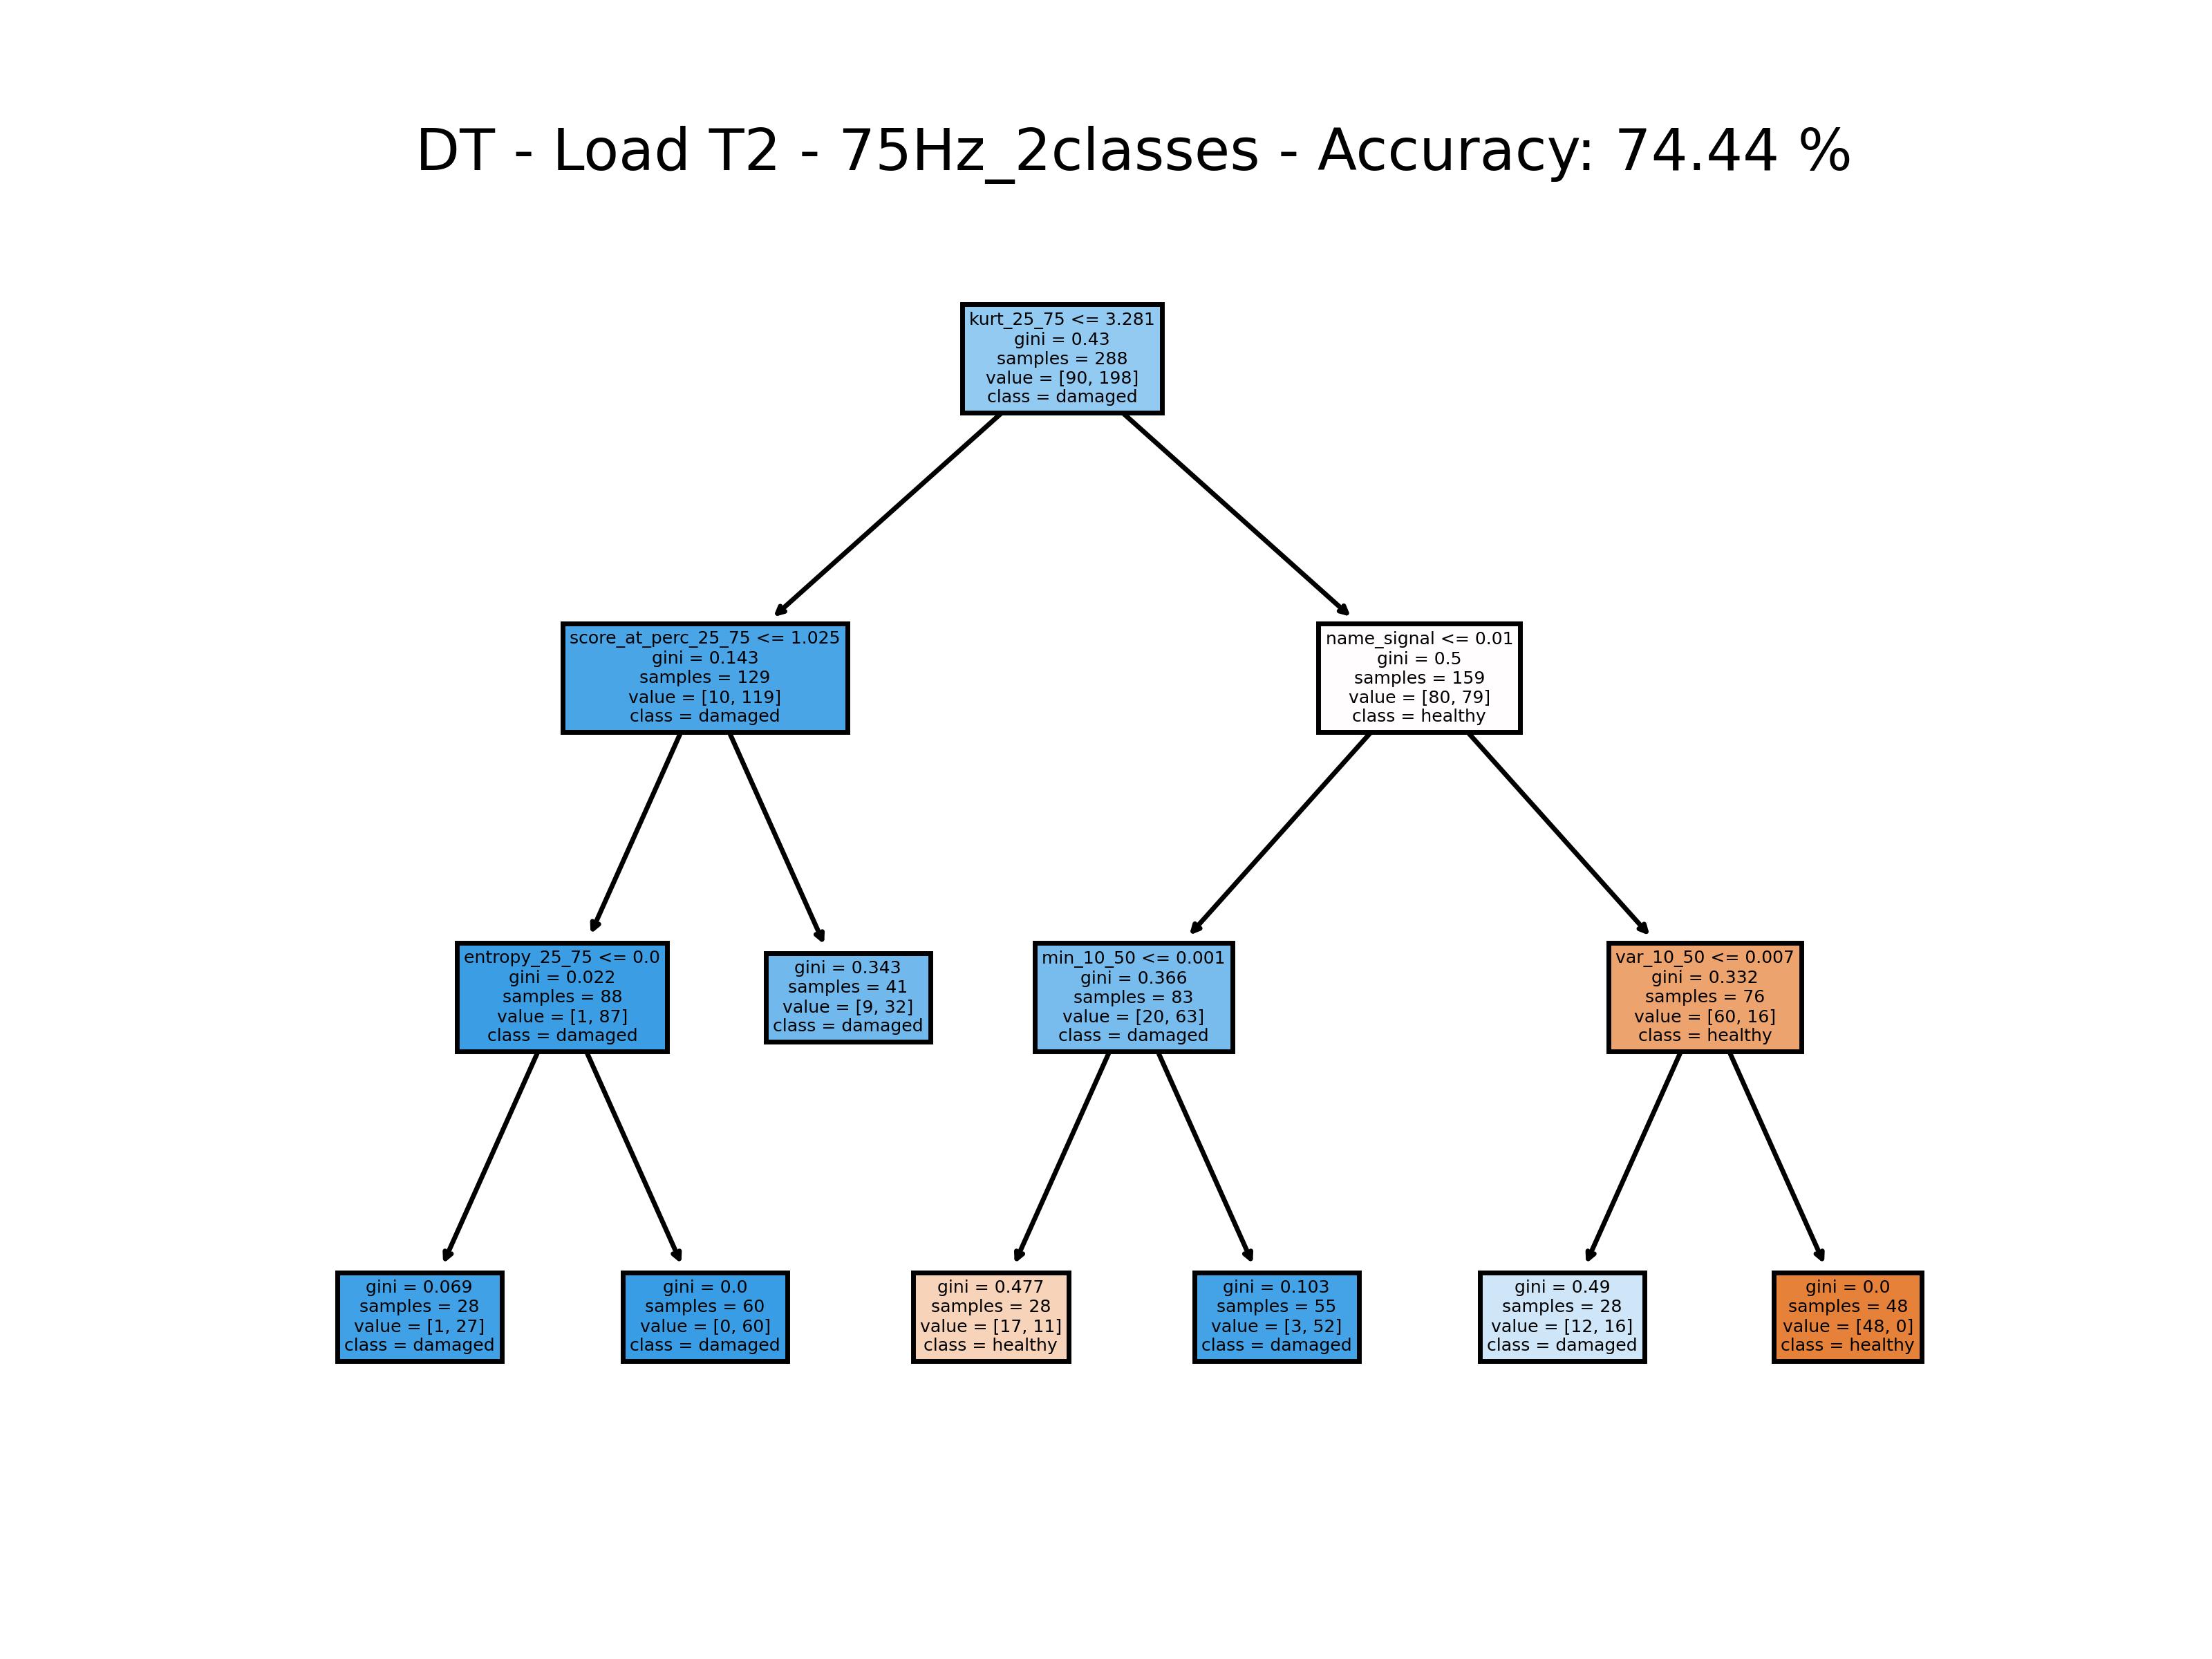 DT - Load T2 - 75Hz_2classes - Accuracy: 74.44 %
kurt_25_75 <= 3.281
gini = 0.43
samples = 288
value = [90, 198]
class = damaged
score_at_perc_25_75 <= 1.025
gini = 0.143
samples = 129
value = [10, 119]
class = damaged
name_signal <= 0.01
gini = 0.5
samples = 159
value = [80, 79]
class = healthy
entropy_25_75 <= 0.0
gini = 0.022
samples = 88
value = [1, 87]
class = damaged
gini = 0.343
samples = 41
value = [9, 32]
class = damaged
min_10_50 <= 0.001
gini = 0.366
samples = 83
value = [20, 63]
class = damaged
var_10_50 <= 0.007
gini = 0.332
samples = 76
value = [60, 16]
class = healthy
gini = 0.069
samples = 28
value = [1, 27]
class = damaged
gini = 0.0
samples = 60
value = [0, 60]
class = damaged
gini = 0.477
samples = 28
value = [17, 11]
class = healthy
gini = 0.103
samples = 55
value = [3, 52]
class = damaged
gini = 0.49
samples = 28
value = [12, 16]
class = damaged
gini = 0.0
samples = 48
value = [48, 0]
class = healthy